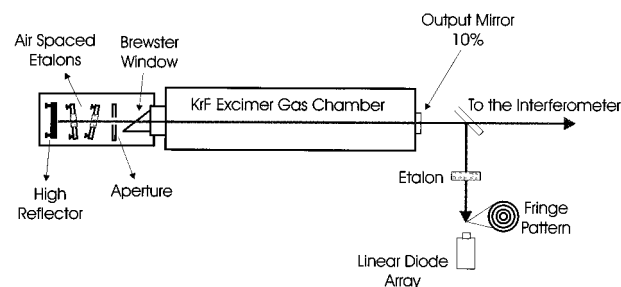 Output Mirror
10%
Air Spaced
Etalons
Brewster
Window
KrF Excimer Gas Chamber
To the Interferometer
High
Reflector
Aperture
Etalon
Fringe
Pattern
Linear Diode
Array